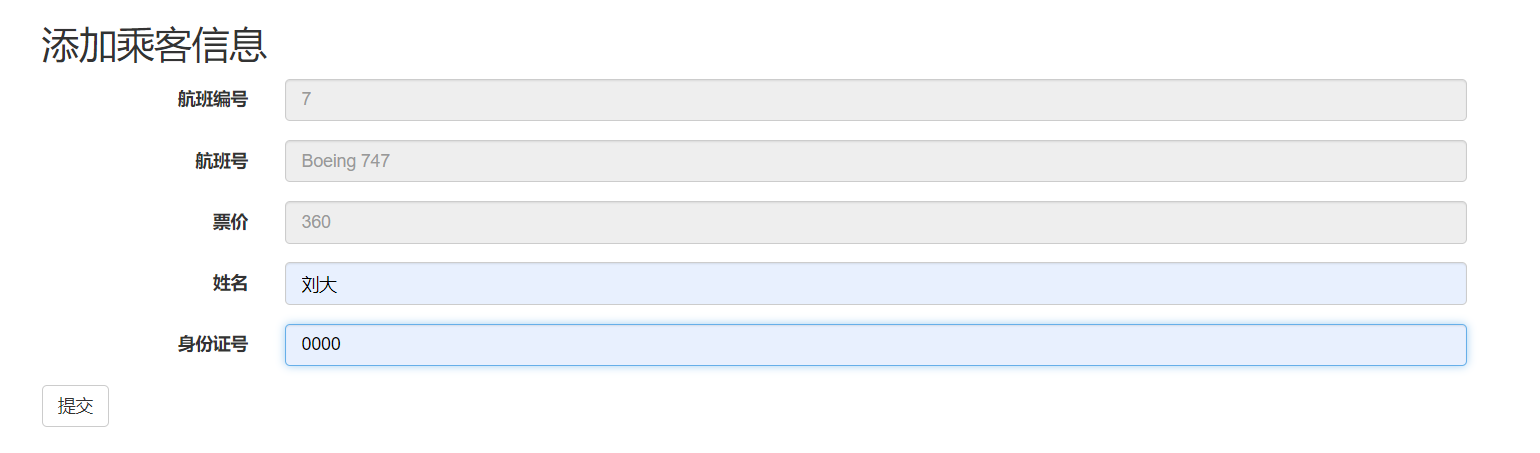 添加乘客信息
航班编号 7
航班号 Boeing 747
票价 360
姓名 刘大
身份证号 0000
提交